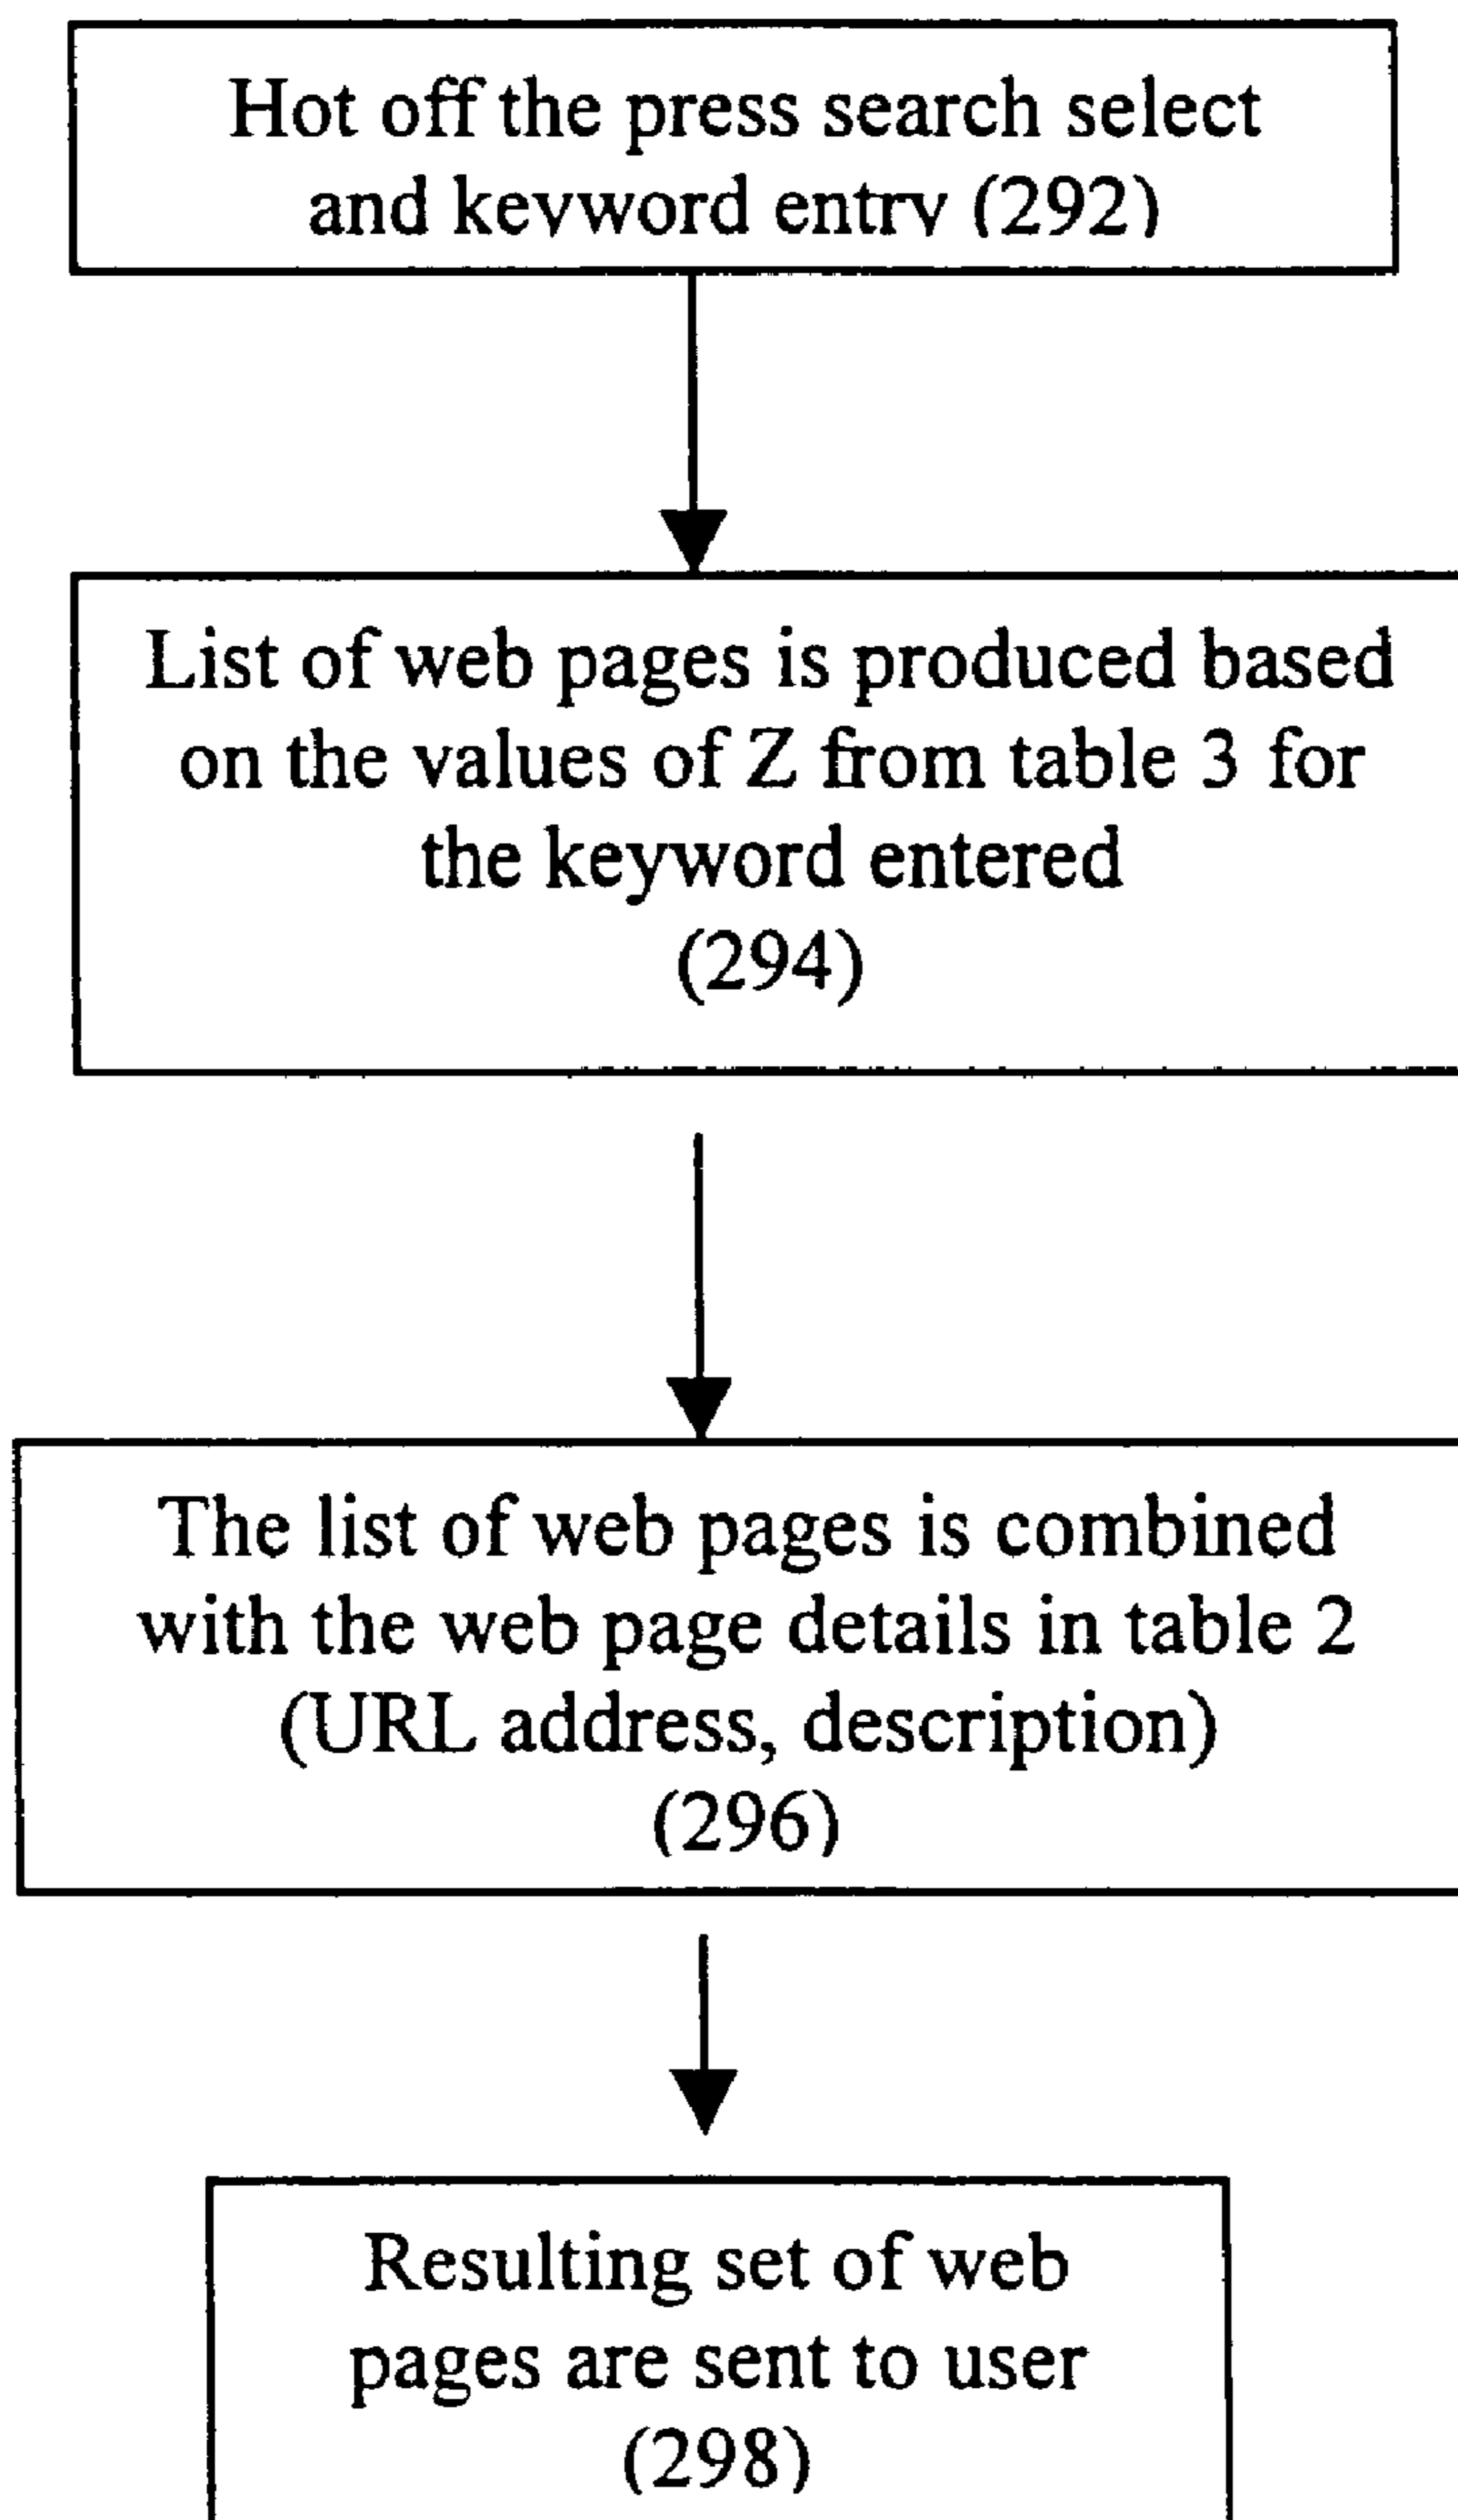 Hot off the press search select
and keyword entry (292)
List of web pages is produced based
on the values of Z from table 3 for
the keyword entered
(294)
The list of web pages is combined
with the web page details in table 2
(URL address, description)
(296)
Resulting set of web
pages are sent to user
(298)